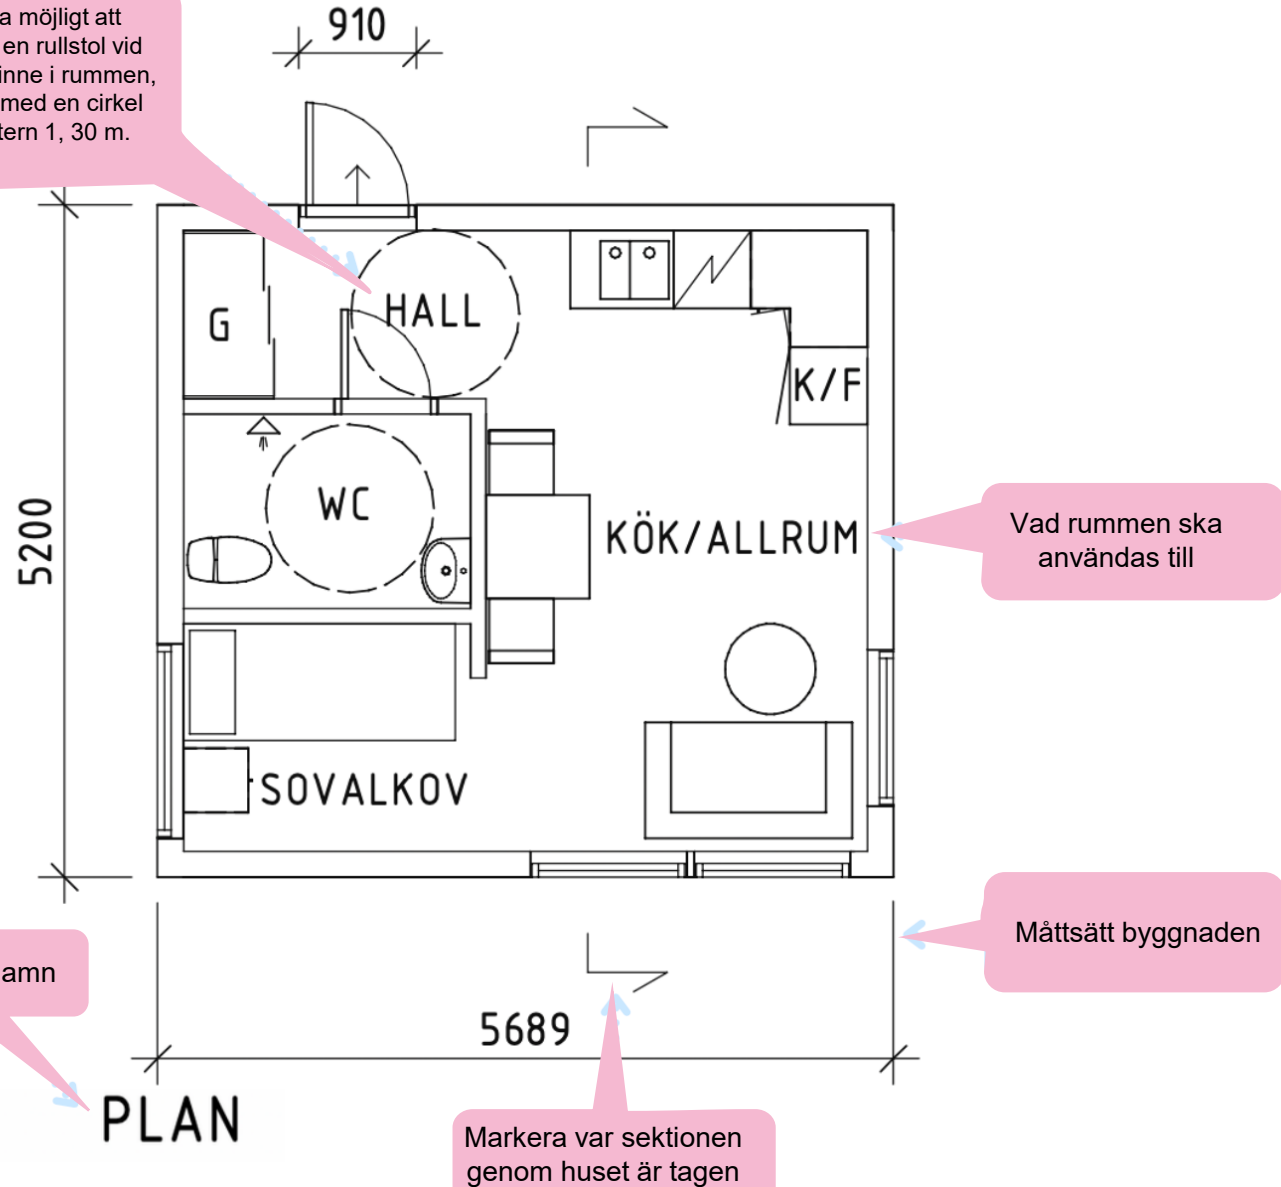 a möjligt att
en rullstol vid
inne i rummen,
med en cirkel
tern 1, 30 m.
910
HALL
G
K/F
WC
5200
KÖK/ALLRUM
Vad rummen ska
användas till
SOVALKOV
Måttsätt byggnaden
amn
5689
PLAN
Markera var sektionen
genom huset är tagen